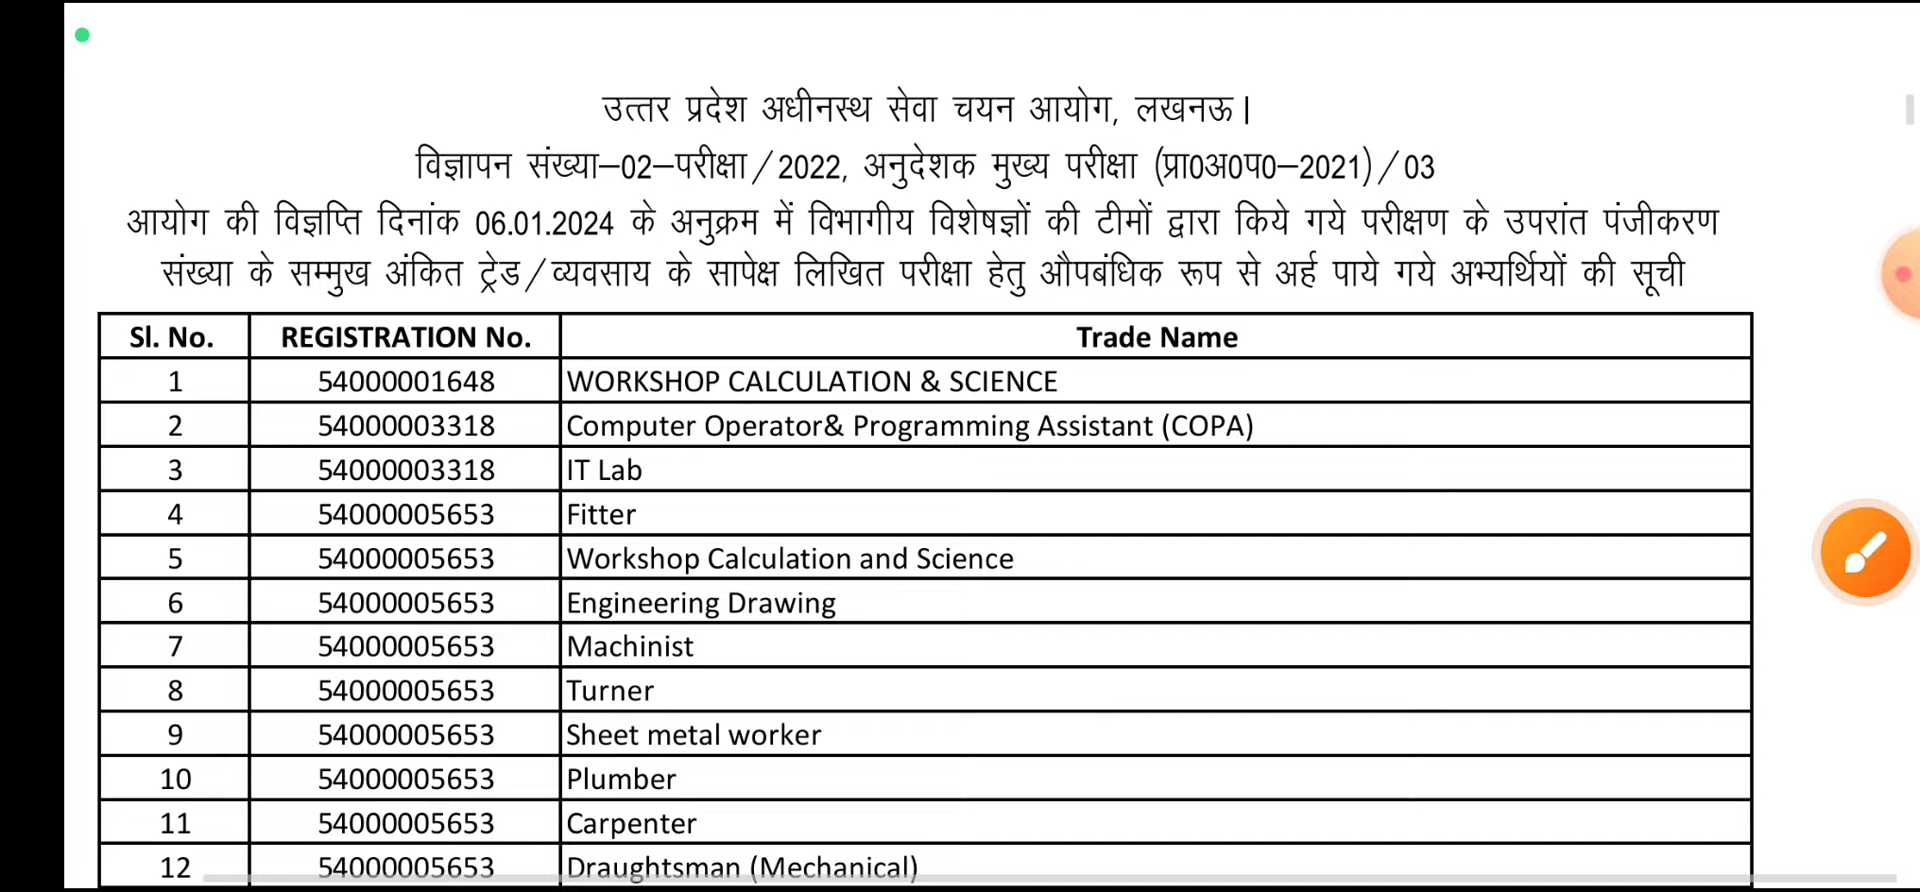 उत्तर प्रदेश अधीनस्थ सेवा चयन आयोग, लखनऊ।
विज्ञापन संख्या–02–परीक्षा/2022, अनुदेशक मुख्य परीक्षा (प्रा0अ0प0–2021)/03
आयोग की विज्ञप्ति दिनांक 06.01.2024 के अनुक्रम में विभागीय विशेषज्ञों की टीमों द्वारा किये गये परीक्षण के उपरांत पंजीकरण
संख्या के सम्मुख अंकित ट्रेड/व्यवसाय के सापेक्ष लिखित परीक्षा हेतु औपबंधिक रूप से अर्ह पाये गये अभ्यर्थियों की सूची
Sl. No. REGISTRATION No. Trade Name
1 54000001648 WORKSHOP CALCULATION & SCIENCE
2 54000003318 Computer Operator& Programming Assistant (COPA)
3 54000003318 IT Lab
4 54000005653 Fitter
5 54000005653 Workshop Calculation and Science
6 54000005653 Engineering Drawing
7 54000005653 Machinist
8 54000005653 Turner
9 54000005653 Sheet metal worker
10 54000005653 Plumber
11 54000005653 Carpenter
12 54000005653 Draughtsman (Mechanical)